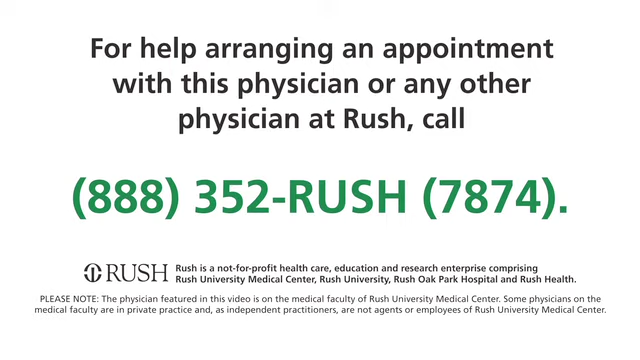 For help arranging an appointment
with this physician or any other
physician at Rush, call
(888) 352-RUSH (7874).
RUSH
Rush is a not-for-profit health care, education and research enterprise comprising
Rush University Medical Center, Rush University, Rush Oak Park Hospital and Rush Health.
PLEASE NOTE: The physician featured in this video is on the medical faculty of Rush University Medical Center. Some physicians on the
medical faculty are in private practice and, as independent practitioners, are not agents or employees of Rush University Medical Center.